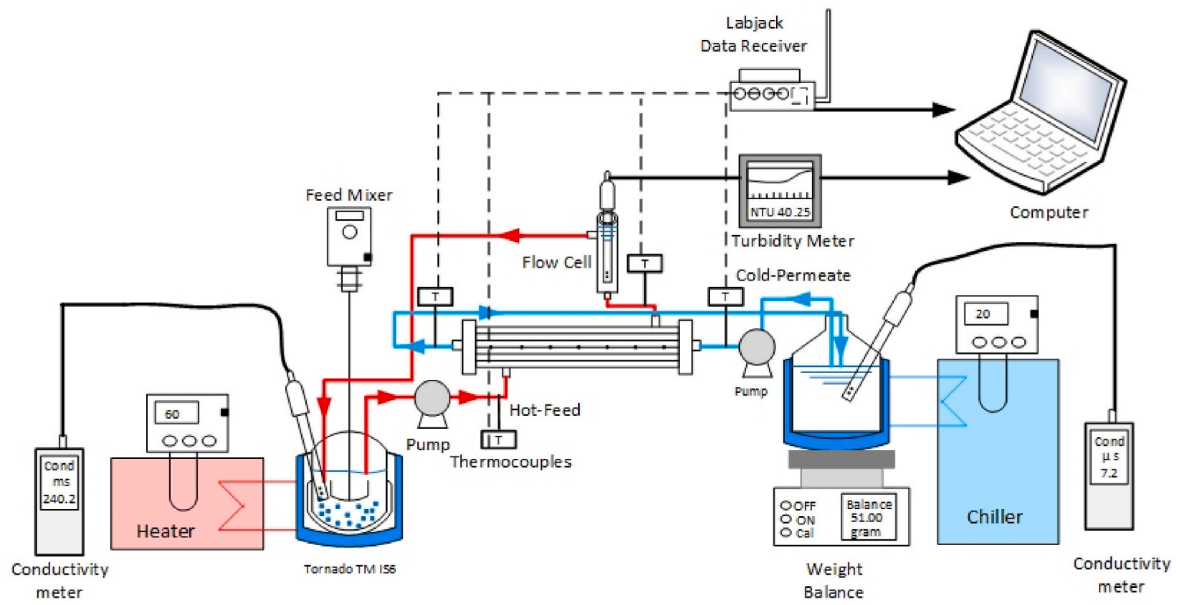 Labjack
Data Receiver
Computer
NTU 40.25
Turbidity Meter
Feed Mixer
Flow Cell
T
T
T
Cold-Permeate
20
60
Pump
Hot-Feed
Pump
T
Thermocouples
Cond
ms
240.2
Heater
Cond
μ s
7.2
OFF
ON
Cal
Balance
51.00
gram
Chiller
Tornado TM IS6
Conductivity
meter
Weight
Balance
Conductivity
meter